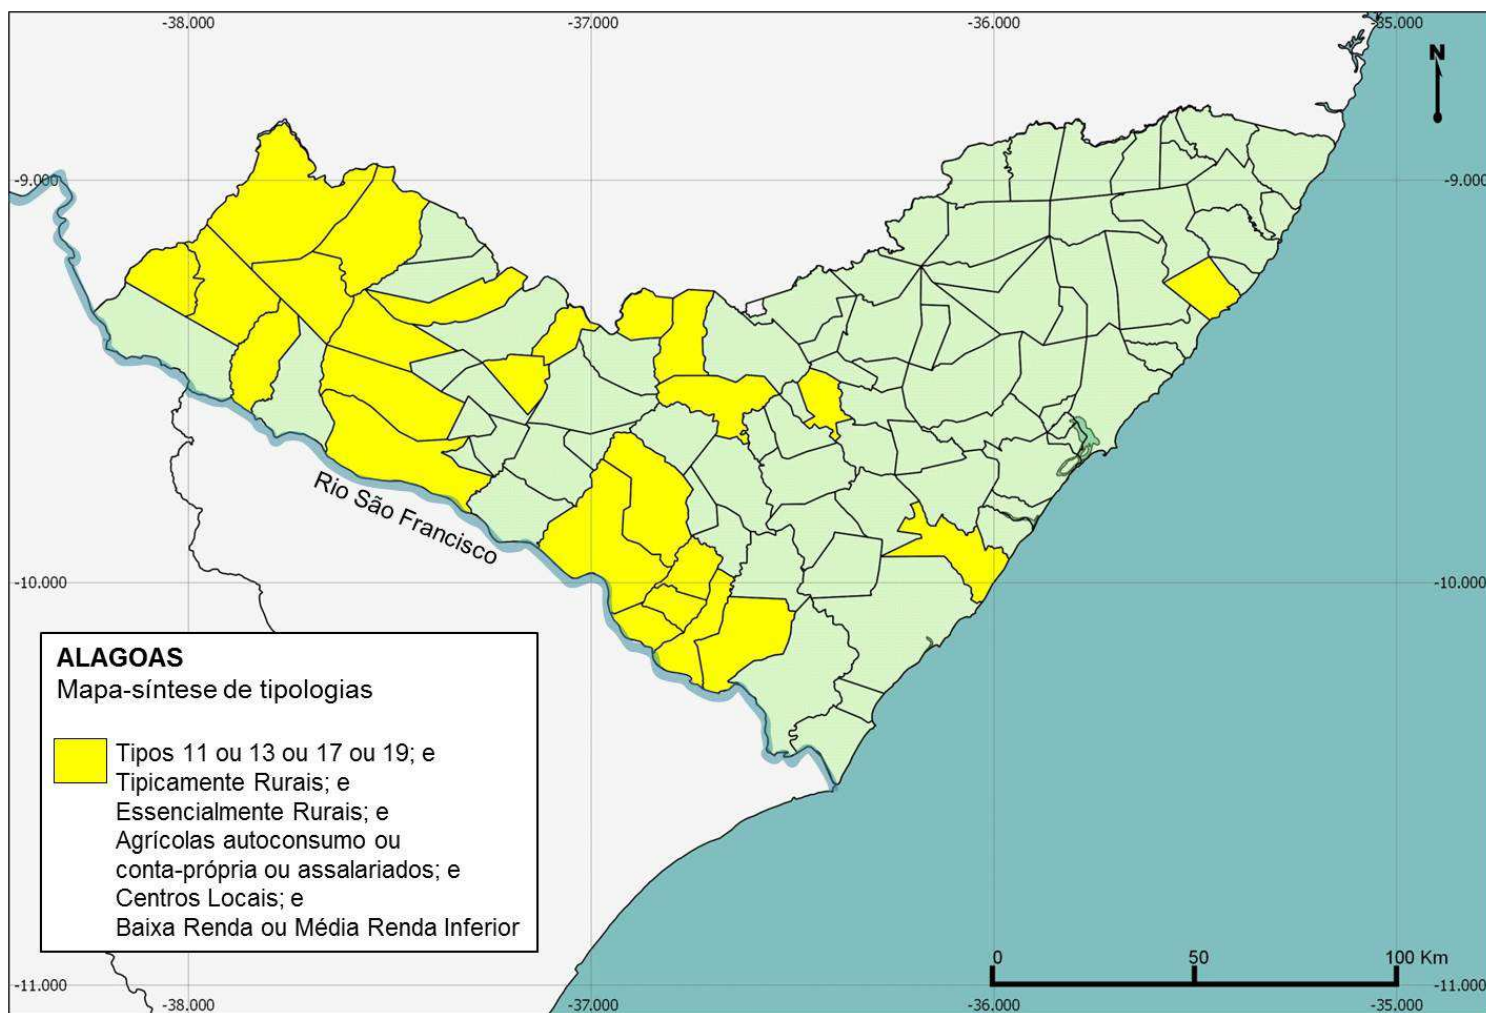 -38.000
-37.000
-36.000
-35.000
N
-9.000
-9.000
Rio São Francisco
-10.000
-10.000
ALAGOAS
Mapa-síntese de tipologias
Tipos 11 ou 13 ou 17 ou 19; e
Tipicamente Rurais; e
Essencialmente Rurais; e
Agrícolas autoconsumo ou
conta-própria ou assalariados; e
Centros Locais; e
Baixa Renda ou Média Renda Inferior
0
50
100 Km
-11.000
-11.000
-38.000
-37.000
-36.000
-35.000